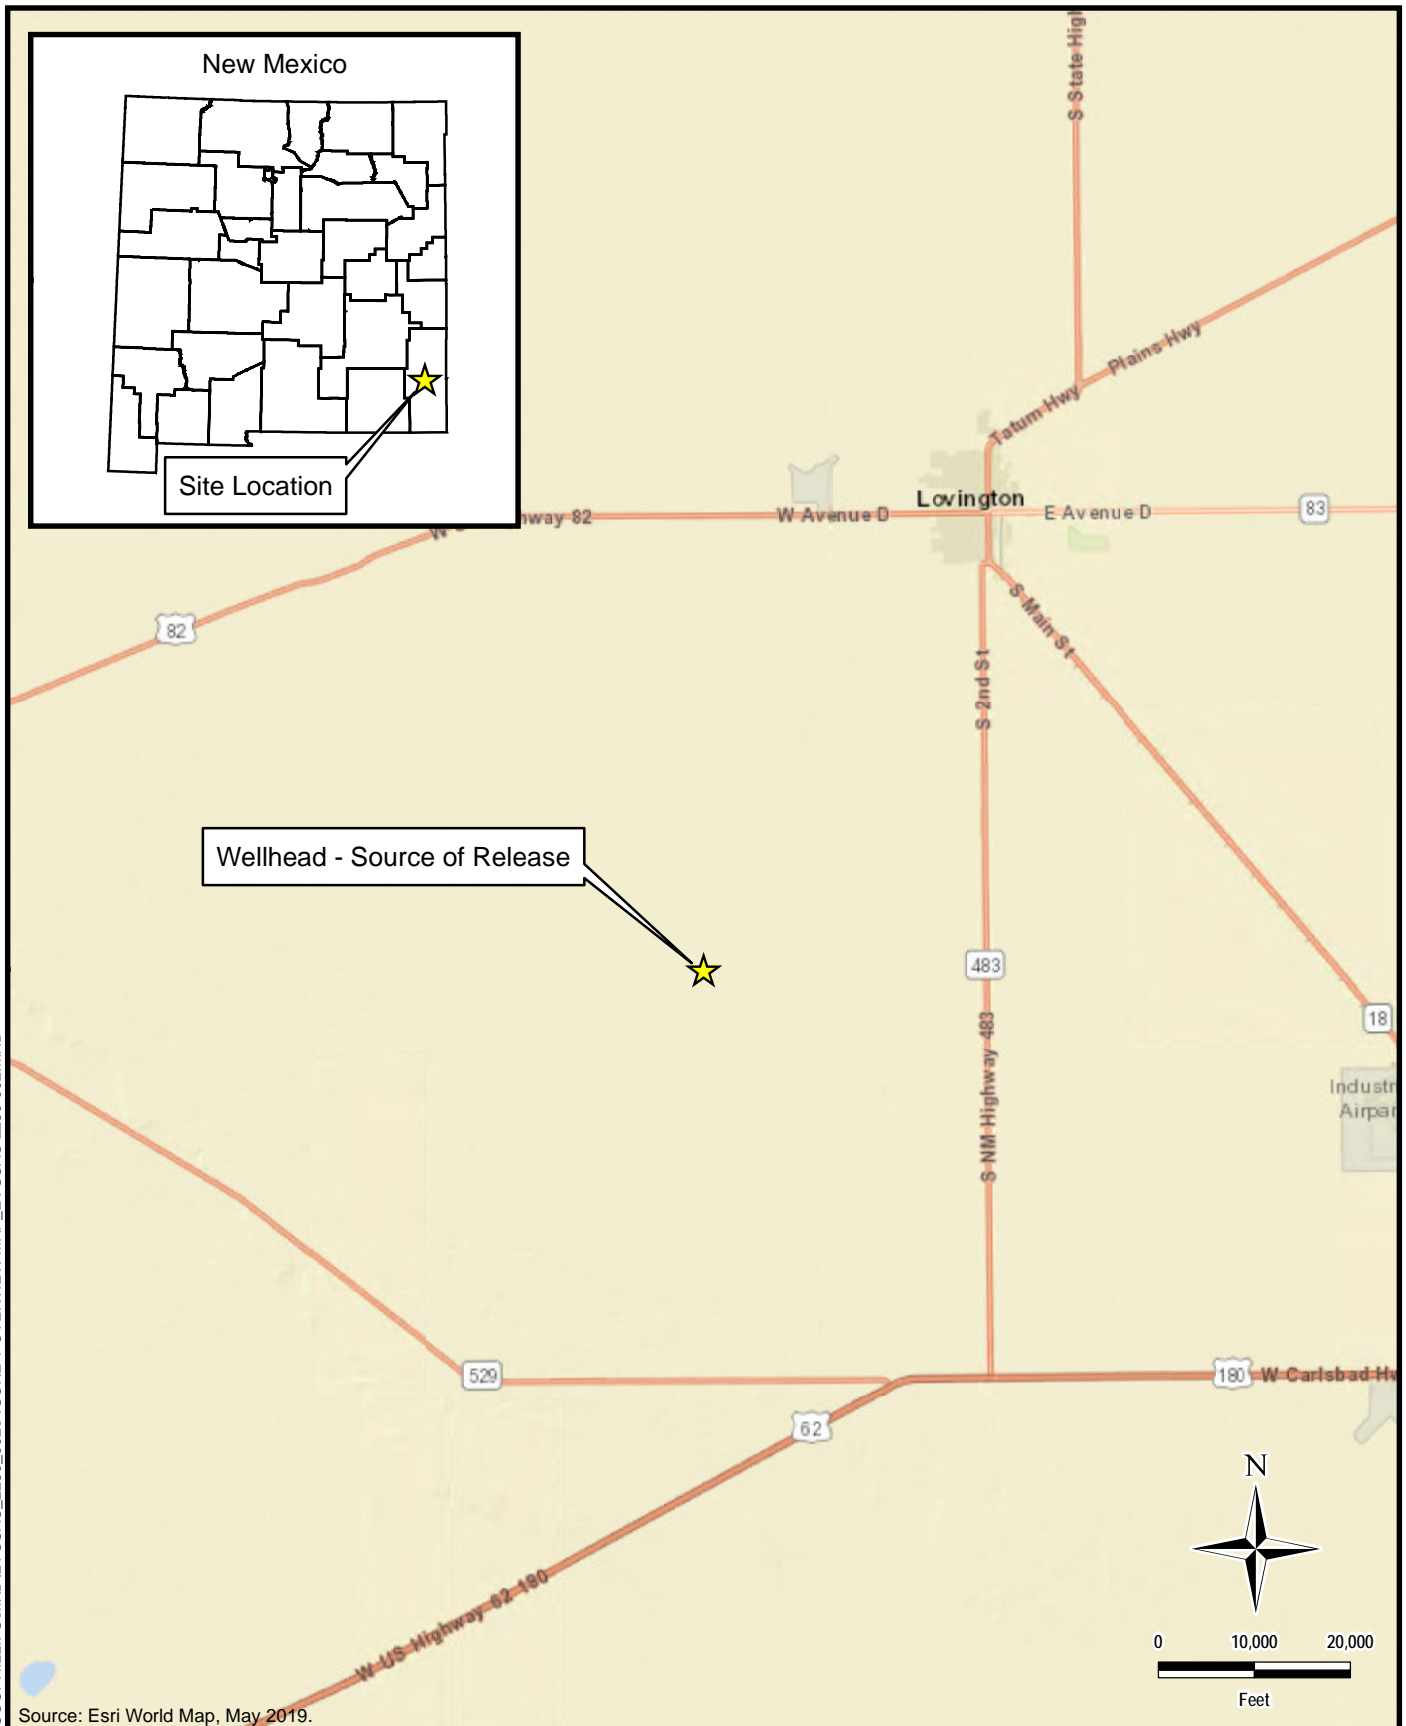 New Mexico
Site Location
S State High
Plains Hwy
Tatum Hwy
Lovington
hway 82
W Avenue D
E Avenue D
83
82
S Main St
S 2nd St
Wellhead - Source of Release
483
18
S NM Highway 483
Industr
Airpar
529
180
W Carlsbad Hw
62
W US Highway 62 180
N
0 10,000 20,000
Feet
Source: Esri World Map, May 2019.